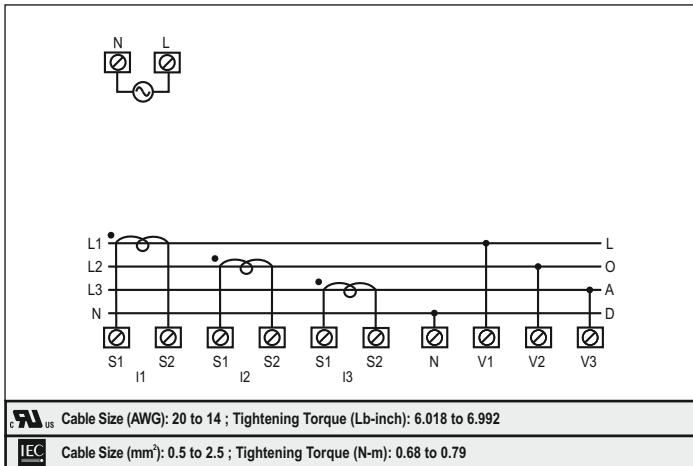 N L
L1 L
L2 O
L3 A
N D
S1 S2 S1 S2 S1 S2 N V1 V2 V3
I1 I2 I3
c RU US Cable Size (AWG): 20 to 14 ; Tightening Torque (Lb-inch): 6.018 to 6.992
IEC Cable Size (mm²): 0.5 to 2.5 ; Tightening Torque (N-m): 0.68 to 0.79